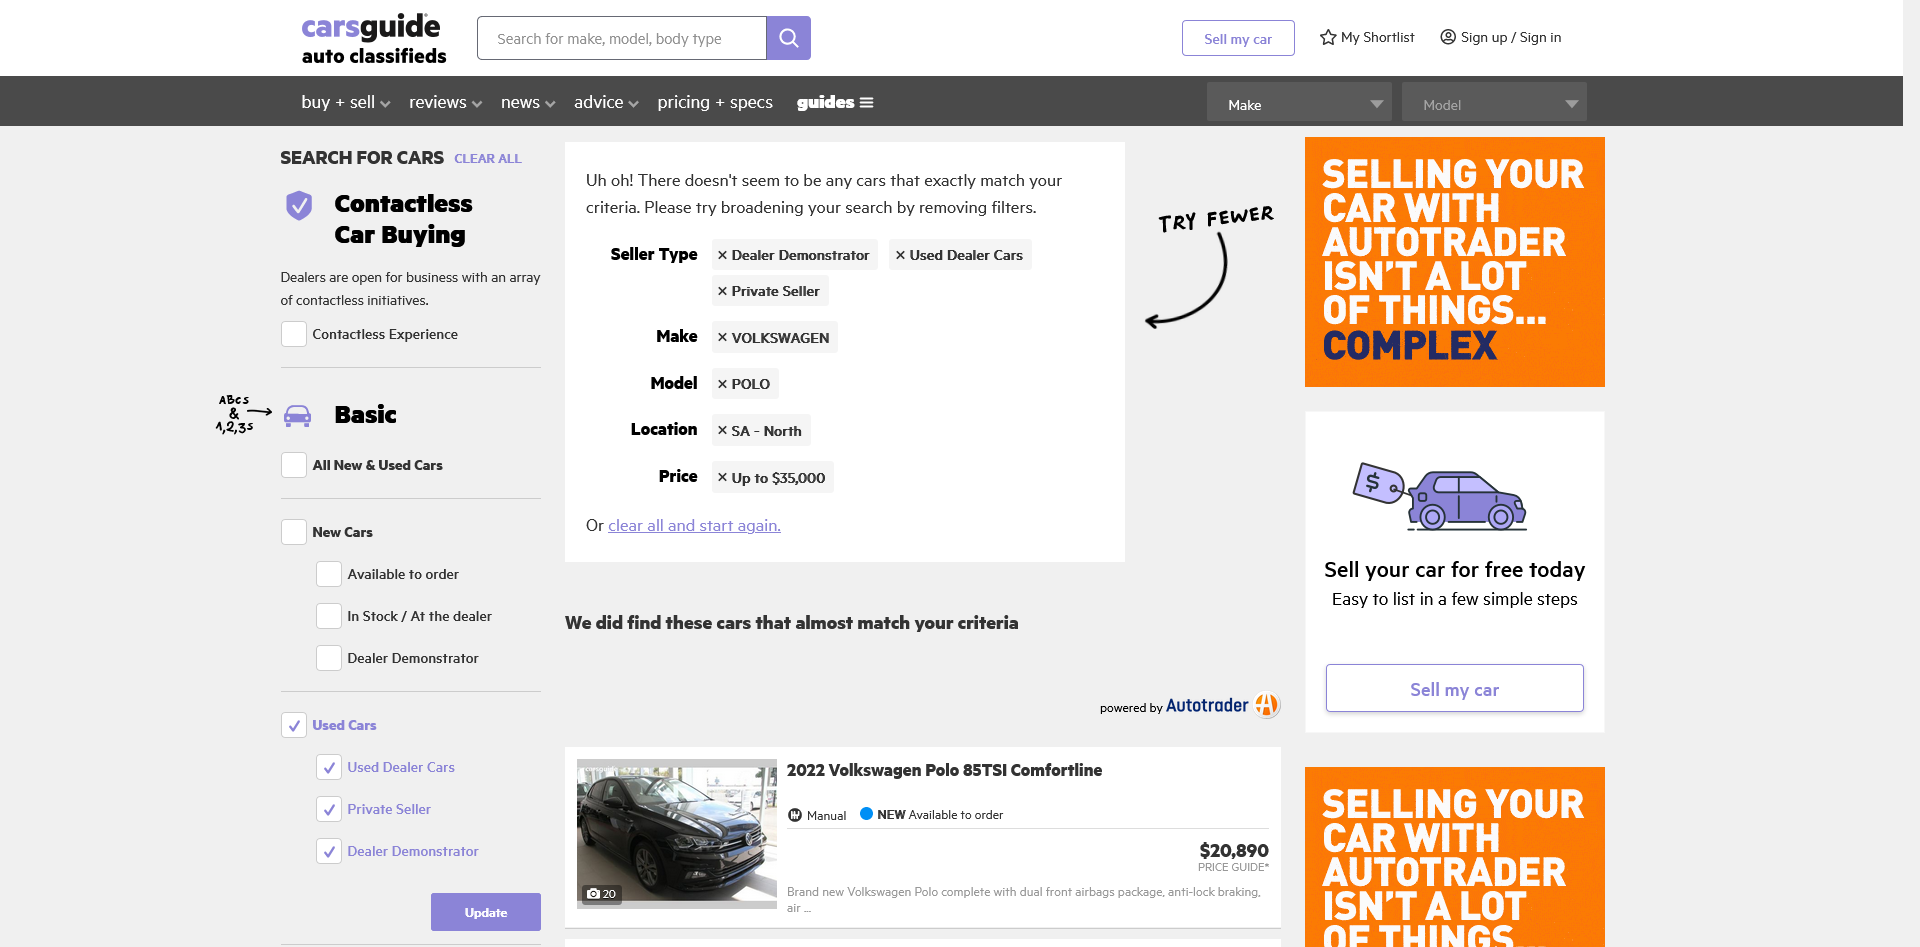 carsguide
auto classifieds
Search for make, model, body type
Sell my car
My Shortlist
Sign up / Sign in
buy + sell
reviews
news
advice
pricing + specs
guides
Make
Model
SEARCH FOR CARS CLEAR ALL
Contactless
Car Buying
Dealers are open for business with an array
of contactless initiatives.
Contactless Experience
ABCs
&
1,2,3s
Basic
All New & Used Cars
New Cars
Available to order
In Stock / At the dealer
Dealer Demonstrator
Used Cars
Used Dealer Cars
Private Seller
Dealer Demonstrator
Update
Uh oh! There doesn't seem to be any cars that exactly match your
criteria. Please try broadening your search by removing filters.
Seller Type × Dealer Demonstrator × Used Dealer Cars
× Private Seller
Make × VOLKSWAGEN
Model × POLO
Location × SA - North
Price × Up to $35,000
Or clear all and start again.
TRY FEWER
We did find these cars that almost match your criteria
powered by Autotrader
2022 Volkswagen Polo 85TSI Comfortline
Manual NEW Available to order
$20,890
PRICE GUIDE*
Brand new Volkswagen Polo complete with dual front airbags package, anti-lock braking,
air ...
20
SELLING YOUR
CAR WITH
AUTOTRADER
ISN'T A LOT
OF THINGS...
COMPLEX
$
Sell your car for free today
Easy to list in a few simple steps
Sell my car
SELLING YOUR
CAR WITH
AUTOTRADER
ISN'T A LOT
OF THINGS...